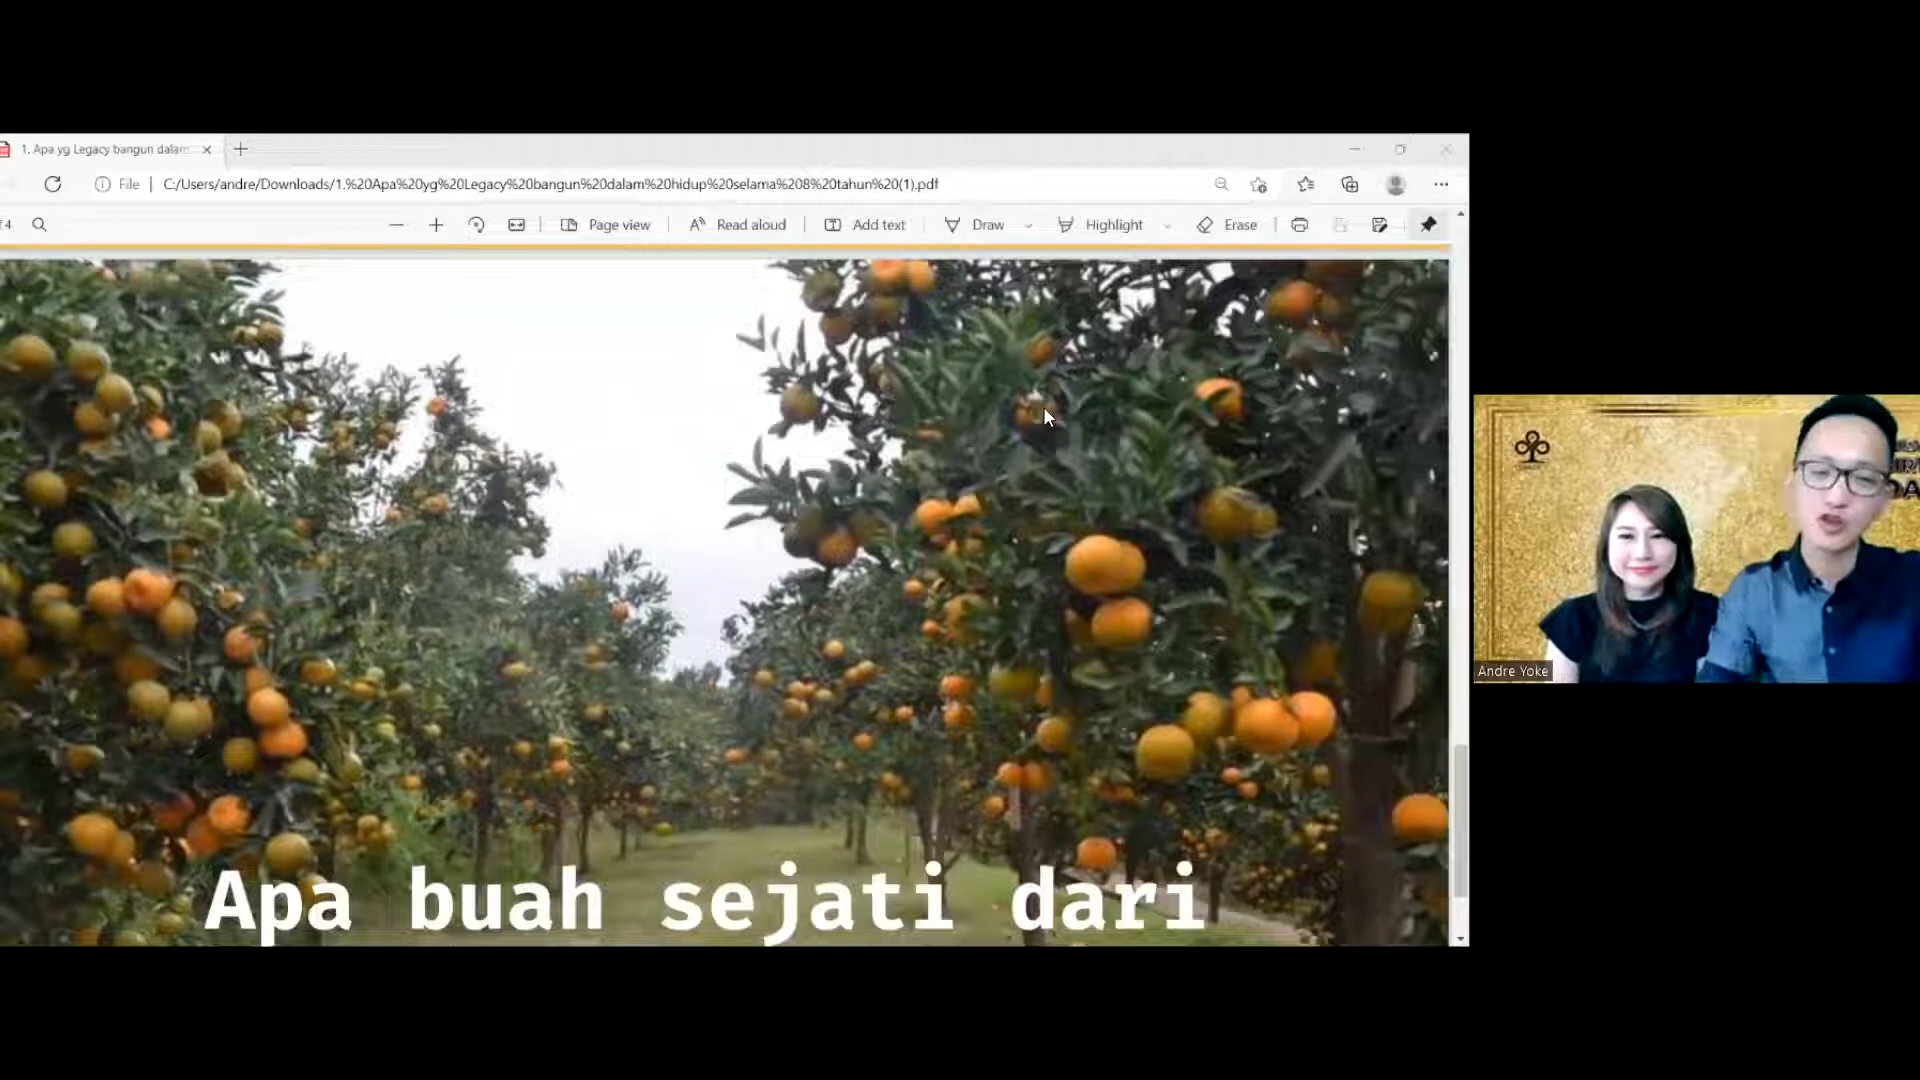 1. Apa yg Legacy bangun dalam
File
C:/Users/andre/Downloads/1.%20Apa%20yg%20Legacy%20bangun%20dalam%20hidup%20selama%208%20tahun%20(1).pdf
Page view
Read aloud
Add text
Draw
Highlight
Erase
Apa buah sejati dari
Andre Yoke